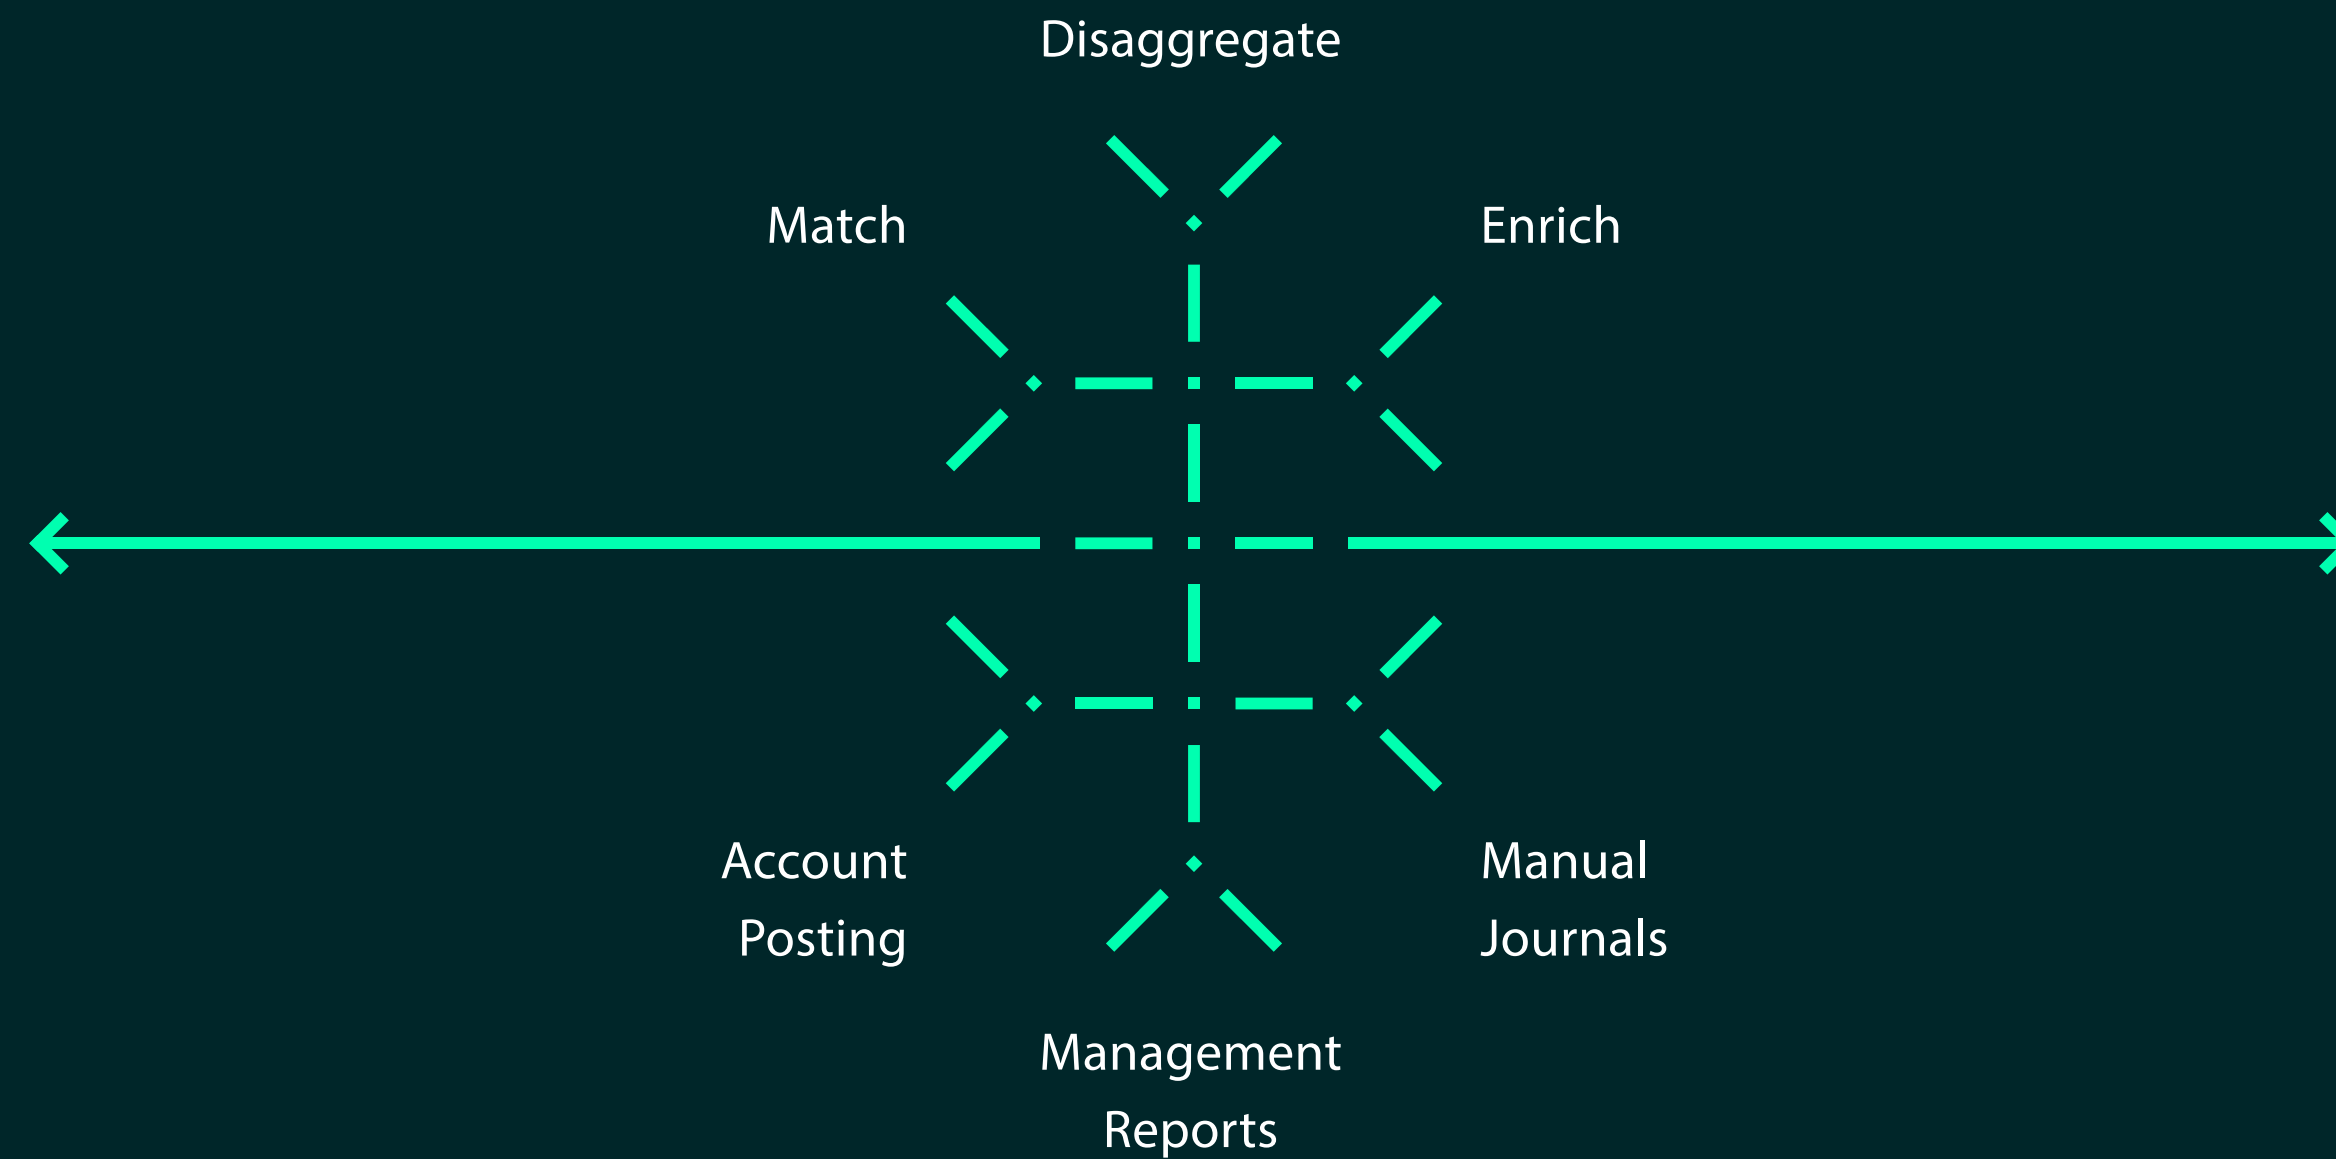 Disaggregate
Match
Enrich
Account
Posting
Manual
Journals
Management
Reports